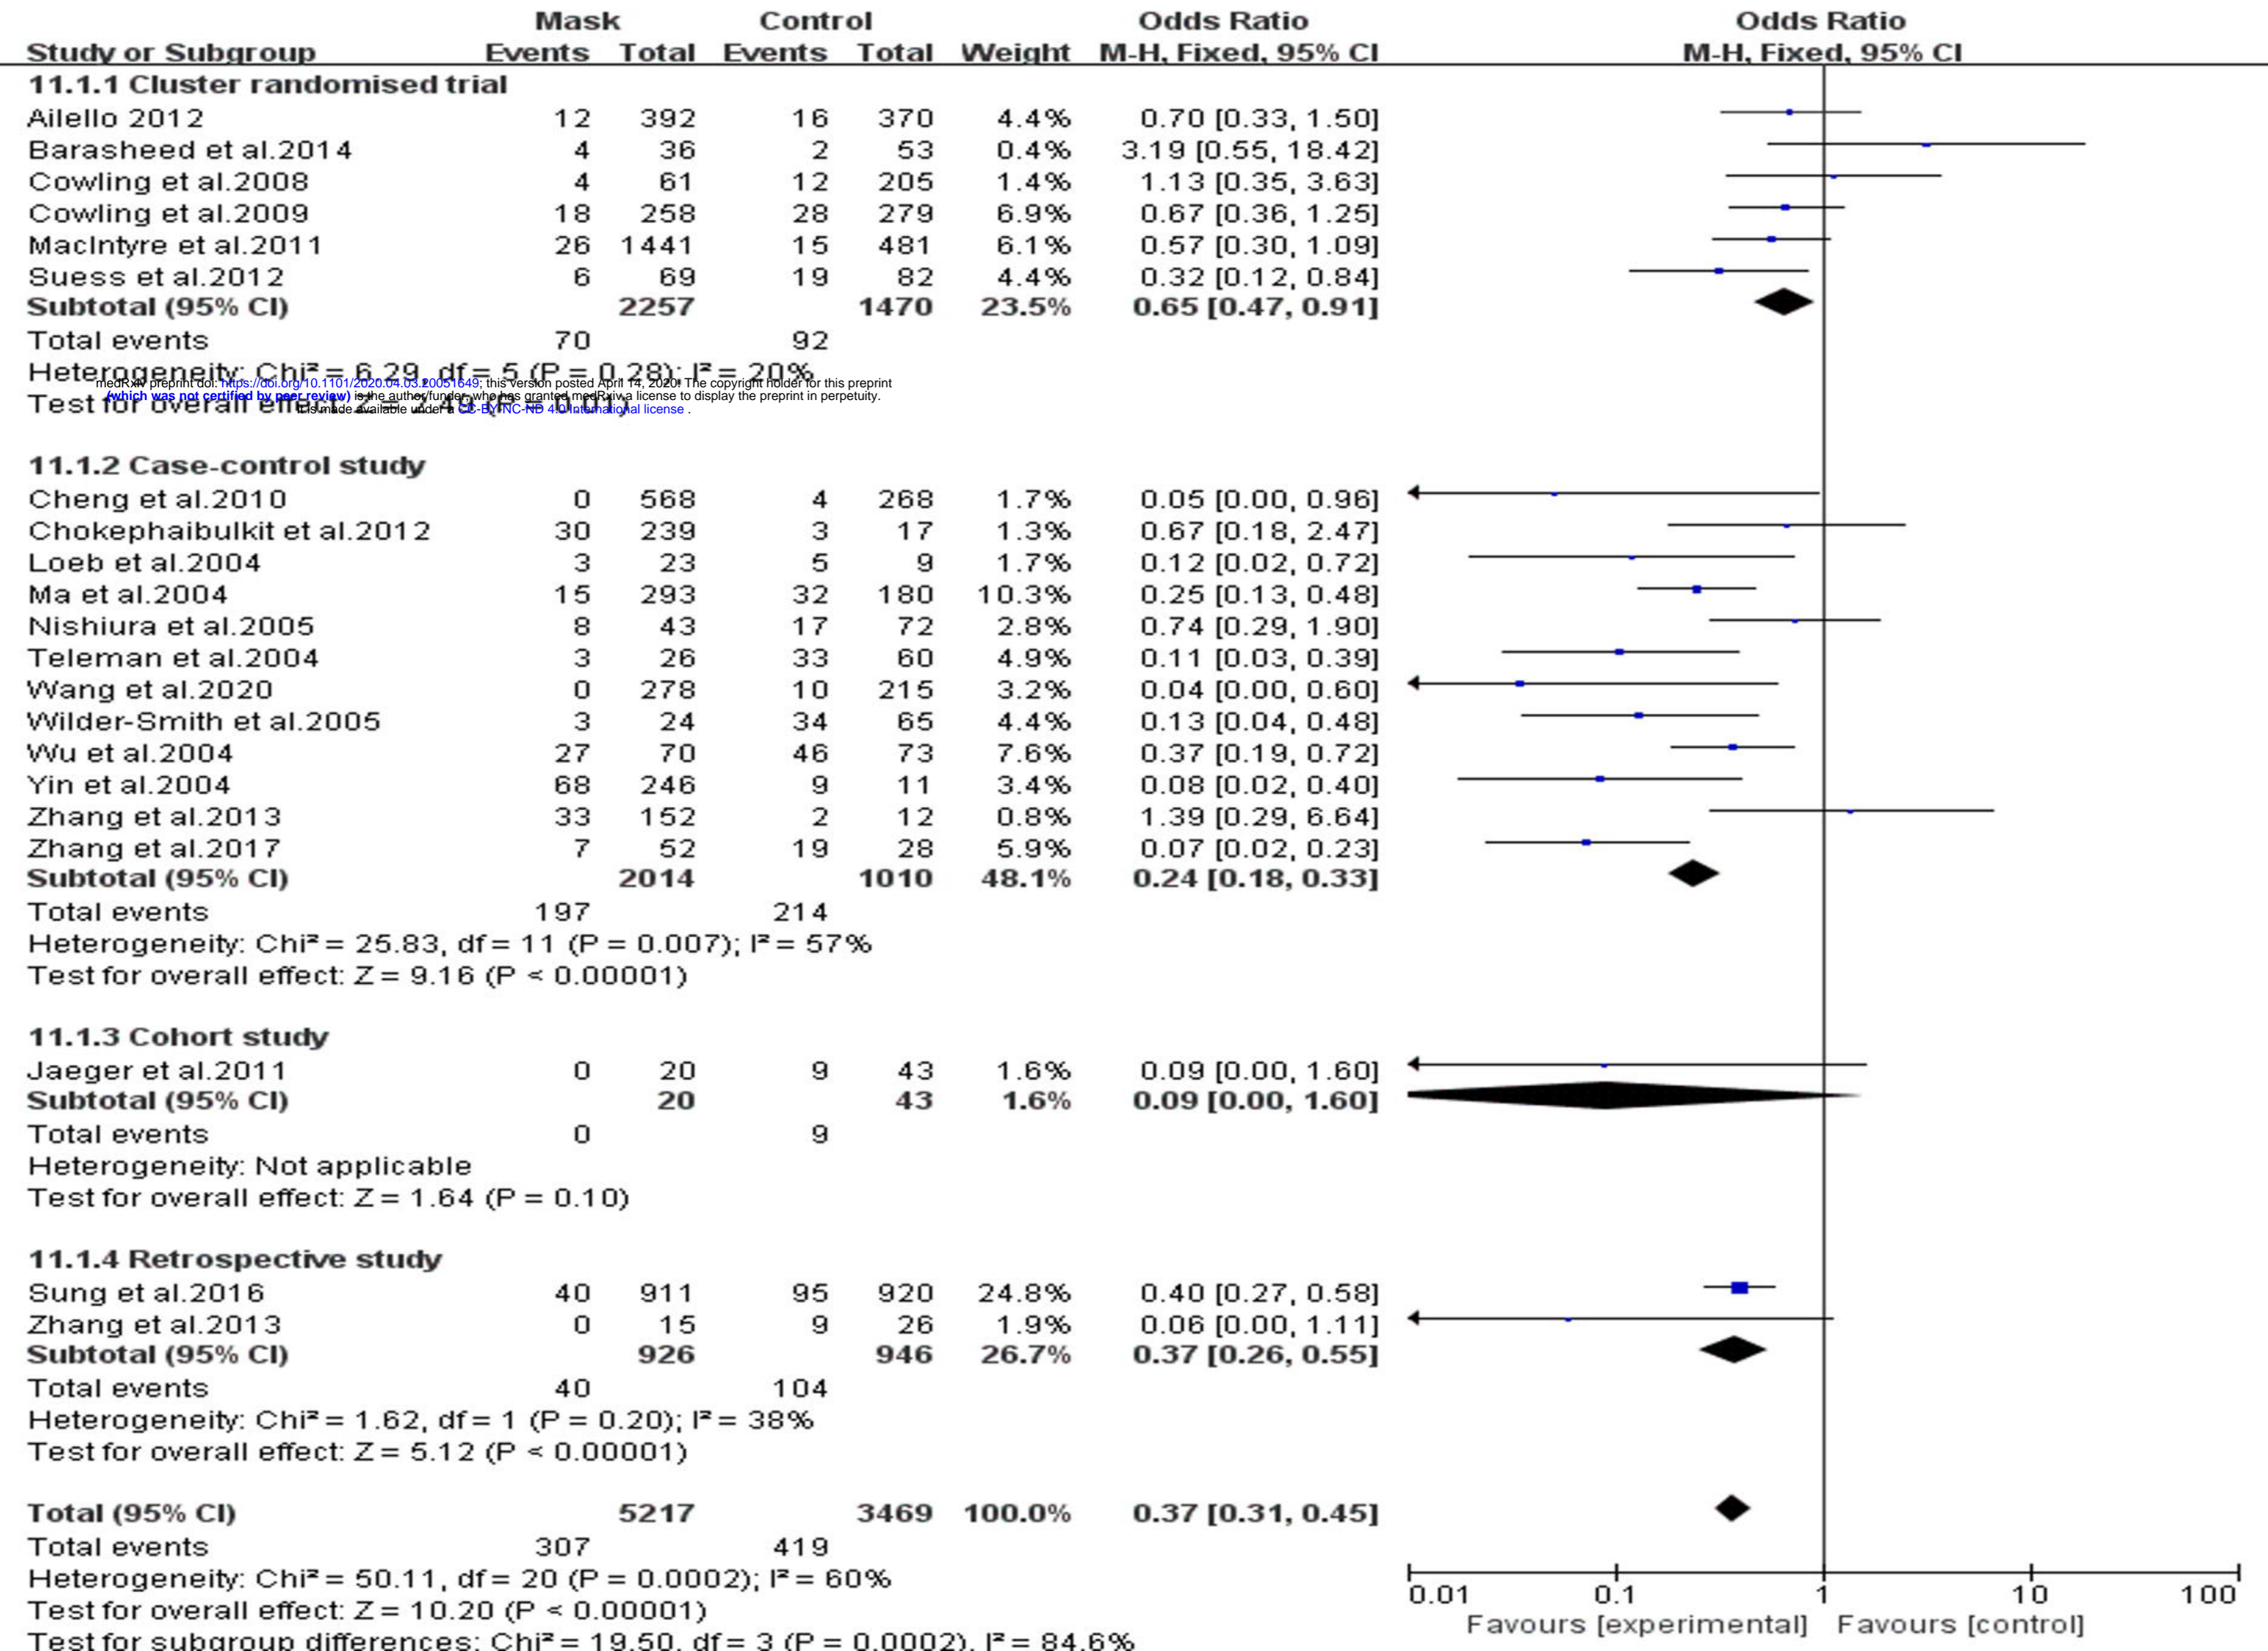 Mask Control Odds Ratio Odds Ratio
Study or Subgroup Events Total Events Total Weight M-H, Fixed, 95% CI M-H, Fixed, 95% CI
11.1.1 Cluster randomised trial
Ailello 2012 12 392 16 370 4.4% 0.70 [0.33, 1.50]
Barasheed et al.2014 4 36 2 53 0.4% 3.19 [0.55, 18.42]
Cowling et al.2008 4 61 12 205 1.4% 1.13 [0.35, 3.63]
Cowling et al.2009 18 258 28 279 6.9% 0.67 [0.36, 1.25]
MacIntyre et al.2011 26 1441 15 481 6.1% 0.57 [0.30, 1.09]
Suess et al.2012 6 69 19 82 4.4% 0.32 [0.12, 0.84]
Subtotal (95% CI) 2257 1470 23.5% 0.65 [0.47, 0.91]
Total events 70 92
Heterogeneity: Chi² = 6.29, df = 5 (P = 0.28); I² = 20%
medRxiv preprint doi: https://doi.org/10.1101/2020.04.03.20051649; this version posted April 14, 2020. The copyright holder for this preprint
(which was not certified by peer review) is the author/funder, who has granted medRxiv a license to display the preprint in perpetuity.
Test for overall effect: Z = 2.49 (P = 0.01)
It is made available under a CC-BY-NC-ND 4.0 International license .
11.1.2 Case-control study
Cheng et al.2010 0 568 4 268 1.7% 0.05 [0.00, 0.96]
Chokephaibulkit et al.2012 30 239 3 17 1.3% 0.67 [0.18, 2.47]
Loeb et al.2004 3 23 5 9 1.7% 0.12 [0.02, 0.72]
Ma et al.2004 15 293 32 180 10.3% 0.25 [0.13, 0.48]
Nishiura et al.2005 8 43 17 72 2.8% 0.74 [0.29, 1.90]
Teleman et al.2004 3 26 33 60 4.9% 0.11 [0.03, 0.39]
Wang et al.2020 0 278 10 215 3.2% 0.04 [0.00, 0.60]
Wilder-Smith et al.2005 3 24 34 65 4.4% 0.13 [0.04, 0.48]
Wu et al.2004 27 70 46 73 7.6% 0.37 [0.19, 0.72]
Yin et al.2004 68 246 9 11 3.4% 0.08 [0.02, 0.40]
Zhang et al.2013 33 152 2 12 0.8% 1.39 [0.29, 6.64]
Zhang et al.2017 7 52 19 28 5.9% 0.07 [0.02, 0.23]
Subtotal (95% CI) 2014 1010 48.1% 0.24 [0.18, 0.33]
Total events 197 214
Heterogeneity: Chi² = 25.83, df = 11 (P = 0.007); I² = 57%
Test for overall effect: Z = 9.16 (P < 0.00001)
11.1.3 Cohort study
Jaeger et al.2011 0 20 9 43 1.6% 0.09 [0.00, 1.60]
Subtotal (95% CI) 20 43 1.6% 0.09 [0.00, 1.60]
Total events 0 9
Heterogeneity: Not applicable
Test for overall effect: Z = 1.64 (P = 0.10)
11.1.4 Retrospective study
Sung et al.2016 40 911 95 920 24.8% 0.40 [0.27, 0.58]
Zhang et al.2013 0 15 9 26 1.9% 0.06 [0.00, 1.11]
Subtotal (95% CI) 926 946 26.7% 0.37 [0.26, 0.55]
Total events 40 104
Heterogeneity: Chi² = 1.62, df = 1 (P = 0.20); I² = 38%
Test for overall effect: Z = 5.12 (P < 0.00001)
Total (95% CI) 5217 3469 100.0% 0.37 [0.31, 0.45]
Total events 307 419
Heterogeneity: Chi² = 50.11, df = 20 (P = 0.0002); I² = 60%
Test for overall effect: Z = 10.20 (P < 0.00001)
Test for subgroup differences: Chi² = 19.50, df = 3 (P = 0.0002), I² = 84.6%
0.01 0.1 1 10 100
Favours [experimental] Favours [control]